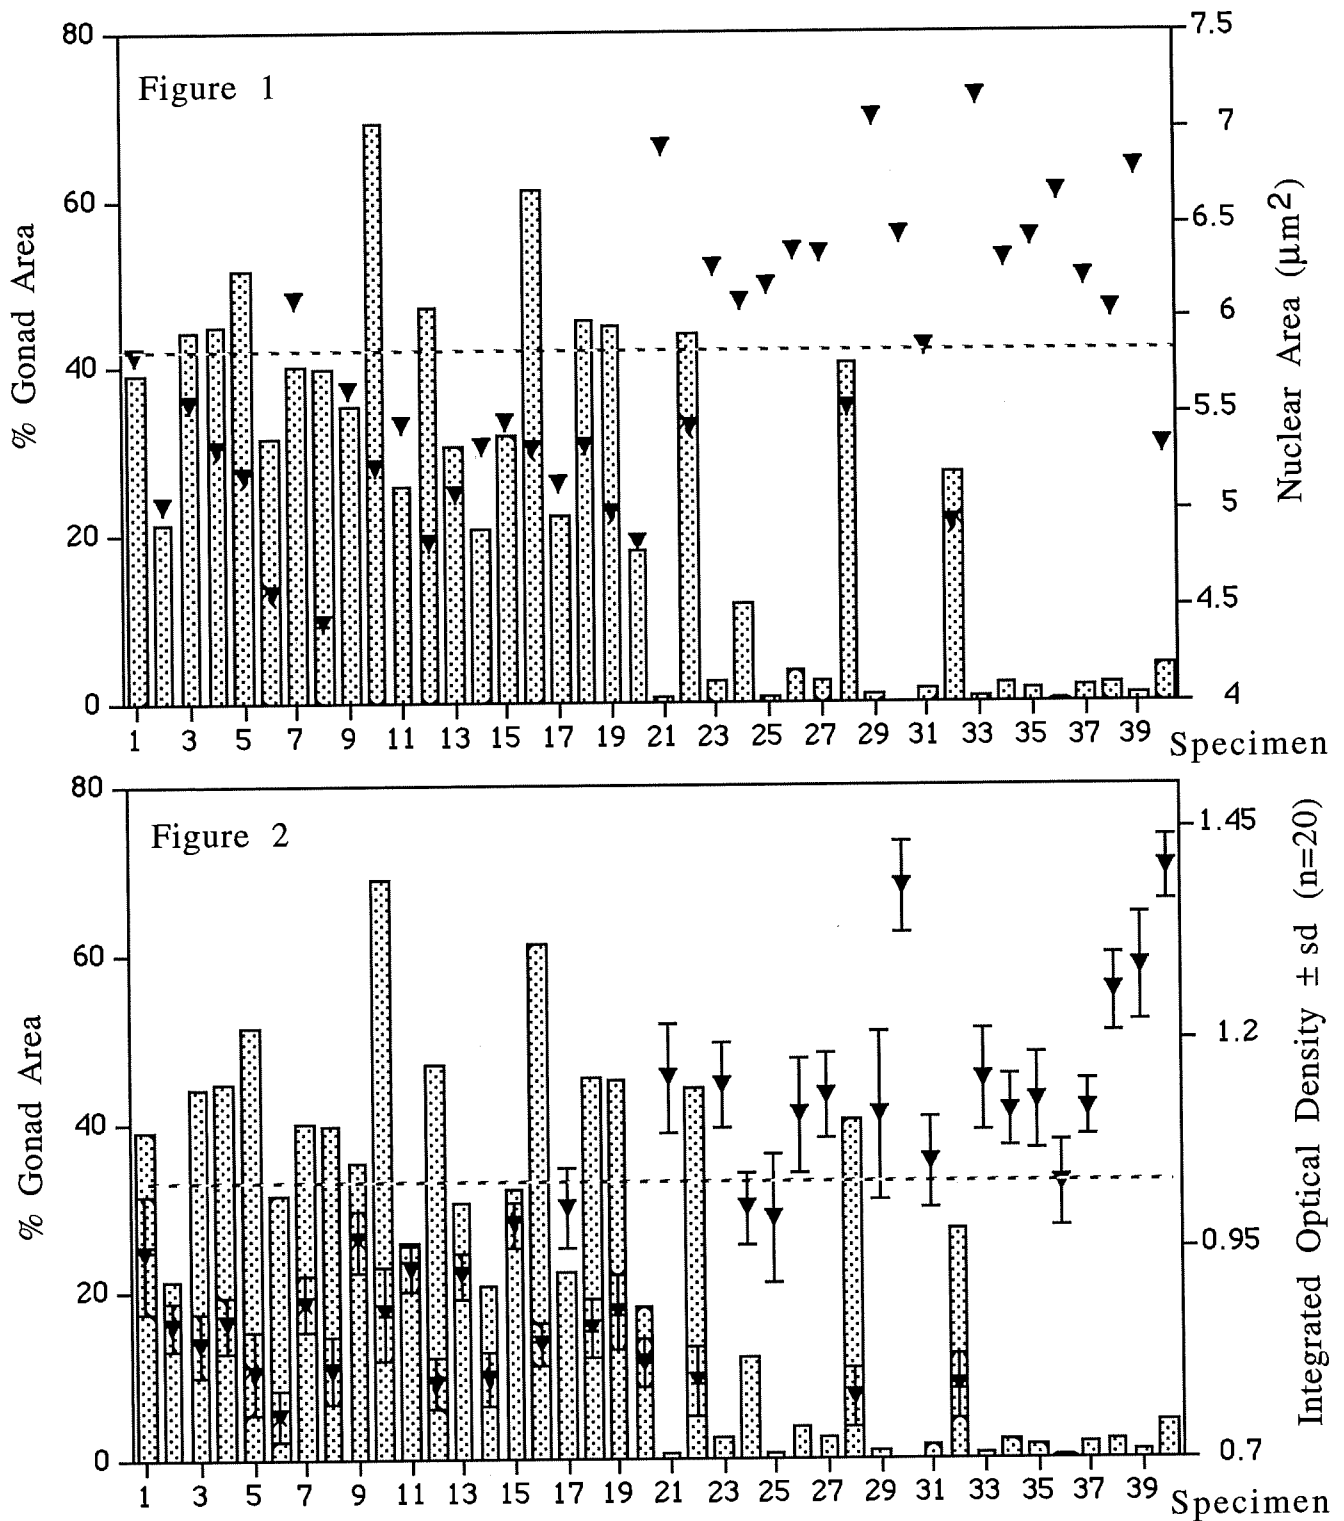 Figure 1
80
60
40
20
0
% Gonad Area
7.5
7
6.5
6
5.5
5
4.5
4
Nuclear Area (µm²)
1 3 5 7 9 11 13 15 17 19 21 23 25 27 29 31 33 35 37 39 Specimen
Figure 2
80
60
40
20
0
% Gonad Area
1.45
1.2
0.95
0.7
Integrated Optical Density ± sd (n=20)
1 3 5 7 9 11 13 15 17 19 21 23 25 27 29 31 33 35 37 39 Specimen